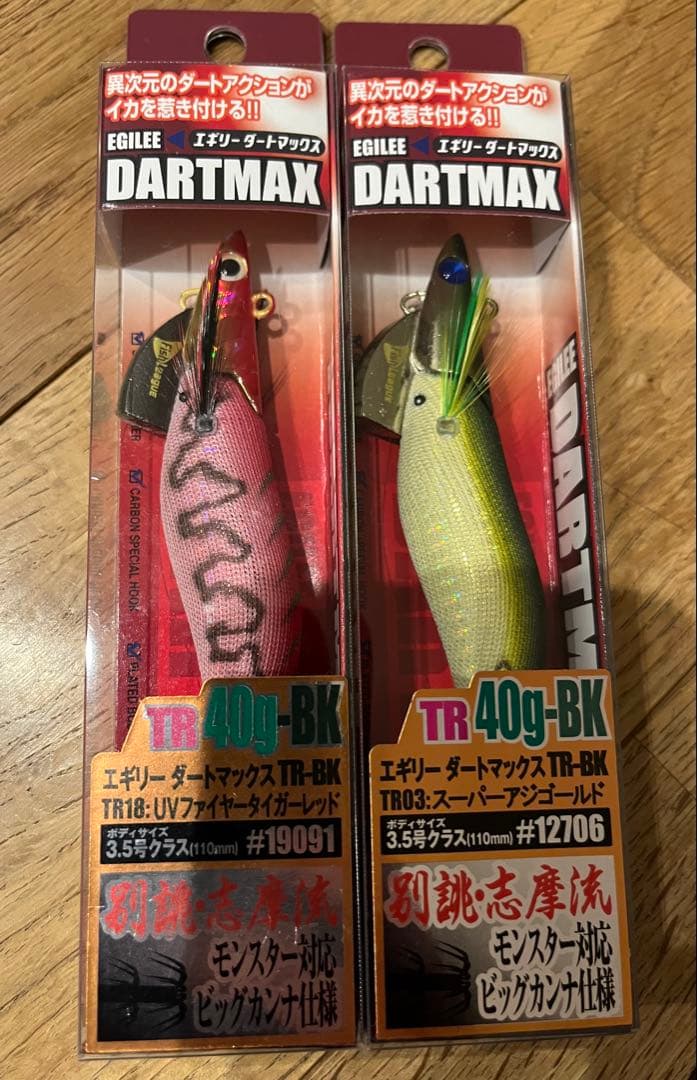 異次元のダートアクションが
イカを惹き付ける!!
EGILEE エギリー ダートマックス
DARTMAX
Fish League
CARBON SPECIAL HOOK
TR 40g-BK
エギリー ダートマックス TR-BK
TR18:UVファイヤータイガーレッド
ボディサイズ
3.5号クラス(110mm) #19091
別誂・志摩流
モンスター対応
ビッグカンナ仕様
異次元のダートアクションが
イカを惹き付ける!!
EGILEE エギリー ダートマックス
DARTMAX
Fish League
EGILEE
DARTM
TR 40g-BK
エギリー ダートマックス TR-BK
TR03:スーパーアジゴールド
ボディサイズ
3.5号クラス(110mm) #12706
別誂・志摩流
モンスター対応
ビッグカンナ仕様